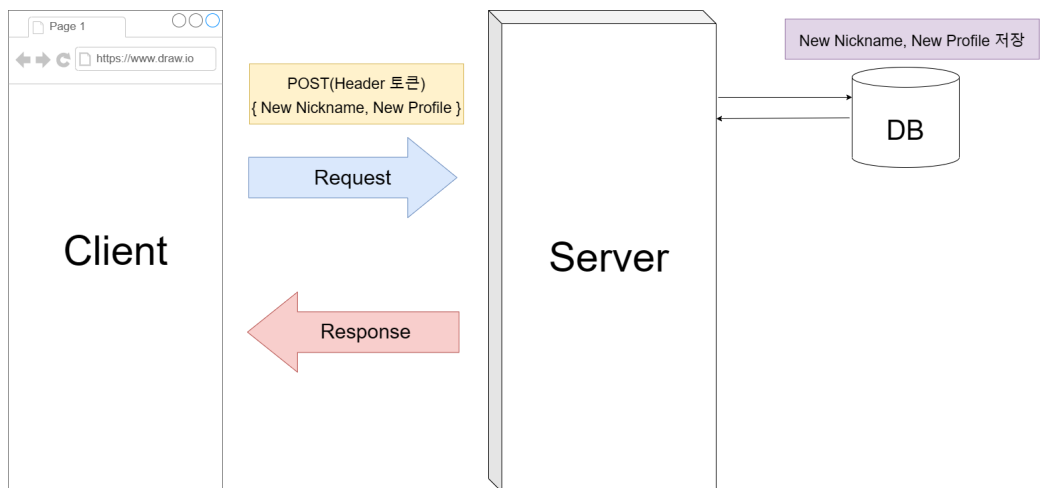 Page 1
https://www.draw.io
Client
POST(Header 토큰)
{ New Nickname, New Profile }
Request
Response
Server
New Nickname, New Profile 저장
DB